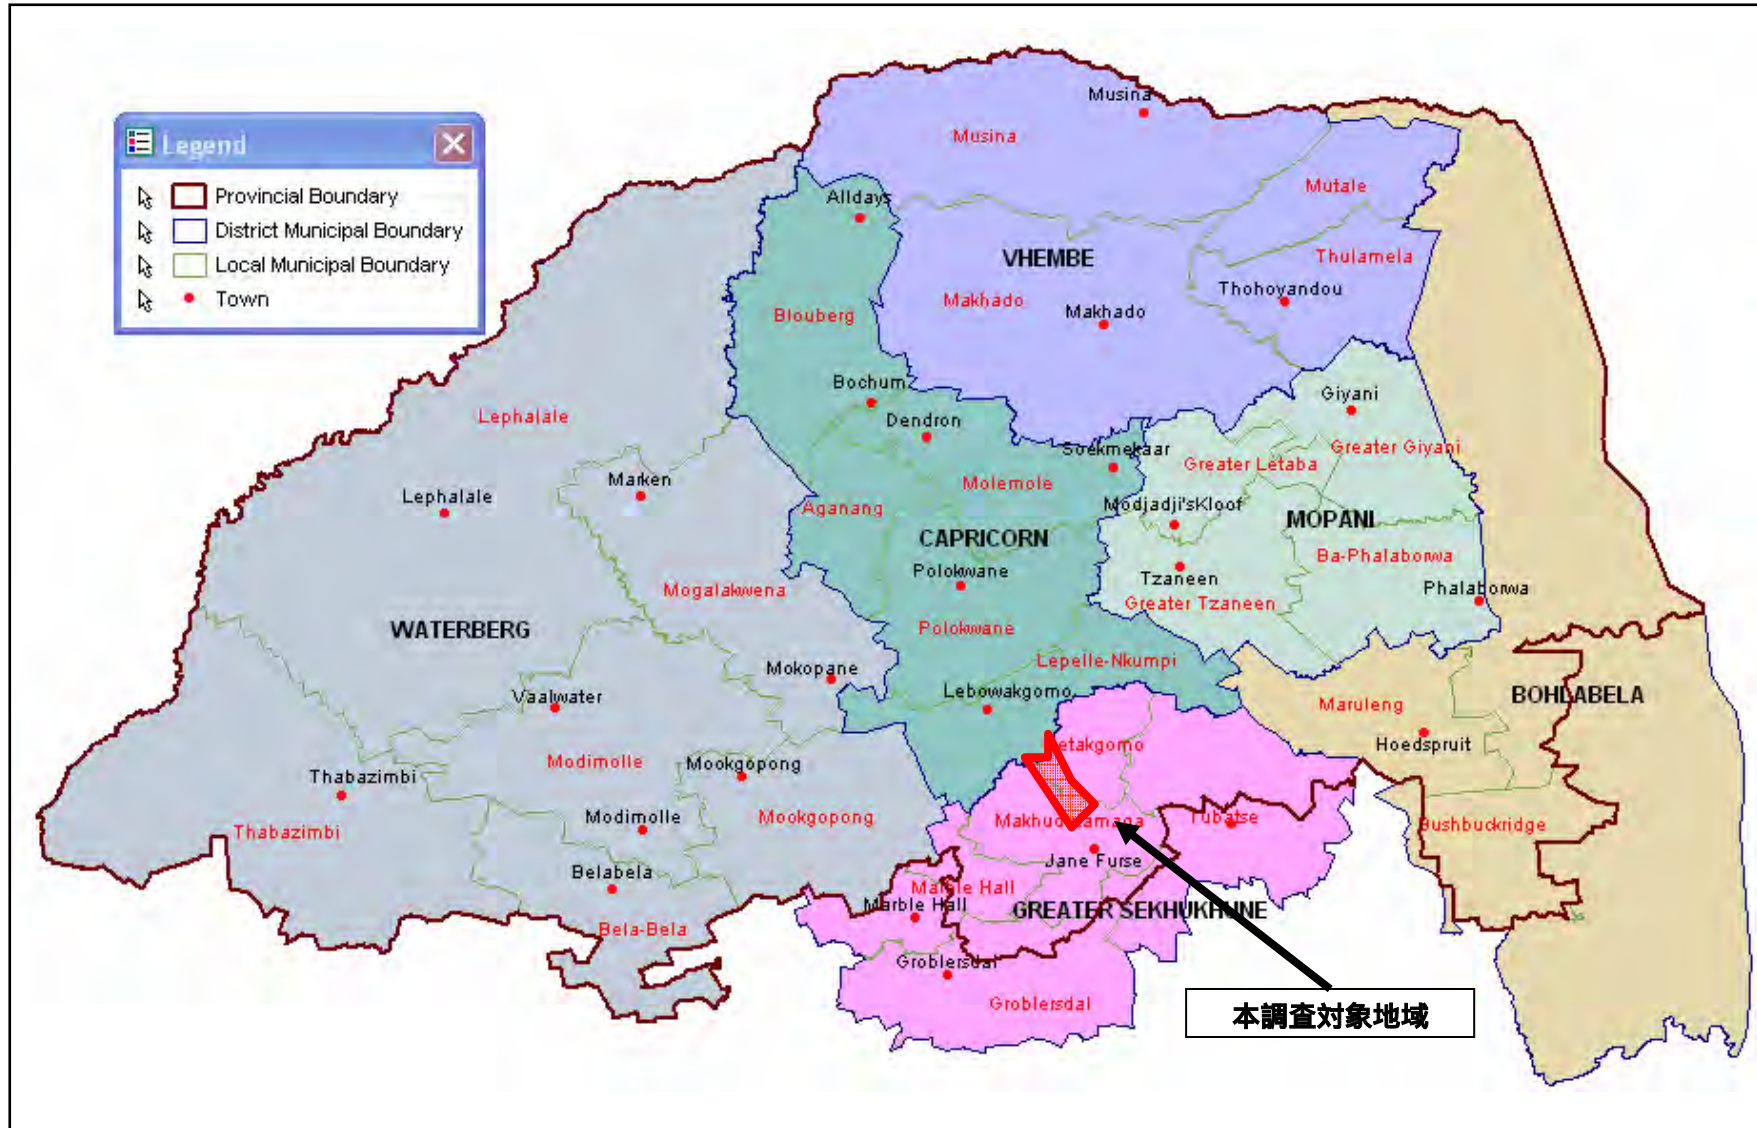 Legend
Provincial Boundary
District Municipal Boundary
Local Municipal Boundary
Town
Musina
Musina
Mutale
Alldays
VHEMBE
Thulamela
Thohoyandou
Makhado
Makhado
Blouberg
Bochum
Giyani
Lephalale
Dendron
Soekmekaar
Greater Giyani
Greater Letaba
Marken
Lephalale
Molemole
Aganang
Modjadji'sKloof
MOPANI
CAPRICORN
Ba-Phalaborwa
Polokwane
Tzaneen
Phalaborwa
Mogalakwena
Greater Tzaneen
WATERBERG
Polokwane
Mokopane
Lepelle-Nkumpi
Lebowakgomo
BOHLABELA
Vaalwater
Maruleng
Hoedspruit
etakgomo
Modimolle
Mookgopong
Thabazimbi
Modimolle
Mookgopong
Tubatse
Bushbuckridge
Thabazimbi
Jane Furse
Belabela
Marble Hall
Marble Hall
GREATER SEKHUKHUNE
Bela-Bela
Groblersdal
Groblersdal
本調査対象地域